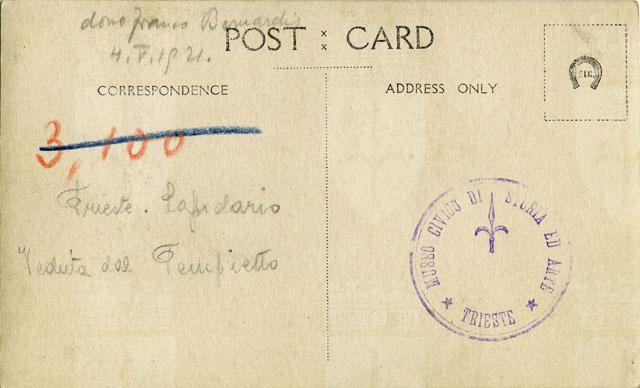 dono Franco Bernardis
4. V. 1921.
POST CARD
CORRESPONDENCE
ADDRESS ONLY
3,100
Trieste. Lapidario
Veduta dal Tempietto
MUSEO CIVICO DI STORIA ED ARTE
★ TRIESTE ★